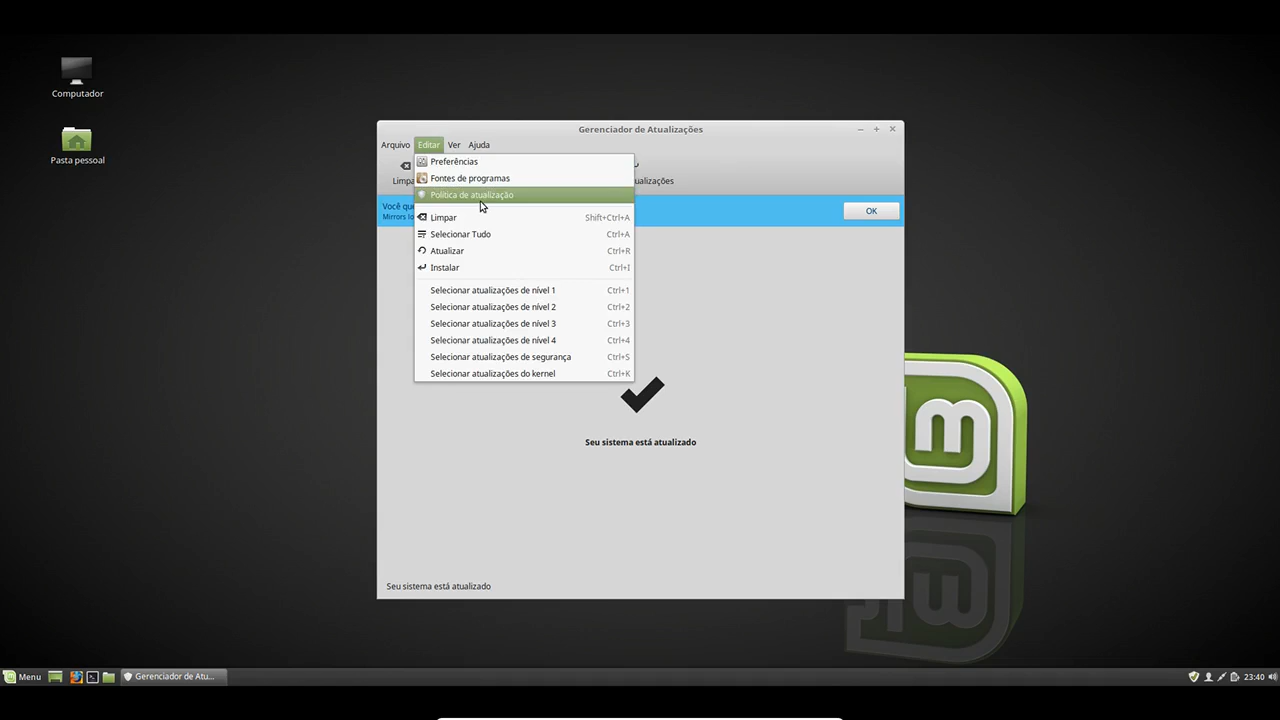 Computador
Pasta pessoal
Gerenciador de Atualizações
Arquivo Editar Ver Ajuda
Preferências
Fontes de programas
Política de atualização
Limpar Shift+Ctrl+A
Selecionar Tudo Ctrl+A
Atualizar Ctrl+R
Instalar Ctrl+I
Selecionar atualizações de nível 1 Ctrl+1
Selecionar atualizações de nível 2 Ctrl+2
Selecionar atualizações de nível 3 Ctrl+3
Selecionar atualizações de nível 4 Ctrl+4
Selecionar atualizações de segurança Ctrl+S
Selecionar atualizações do kernel Ctrl+K
Você
Mirrors
OK
Seu sistema está atualizado
Seu sistema está atualizado
Menu
Gerenciador de Atu...
23:40